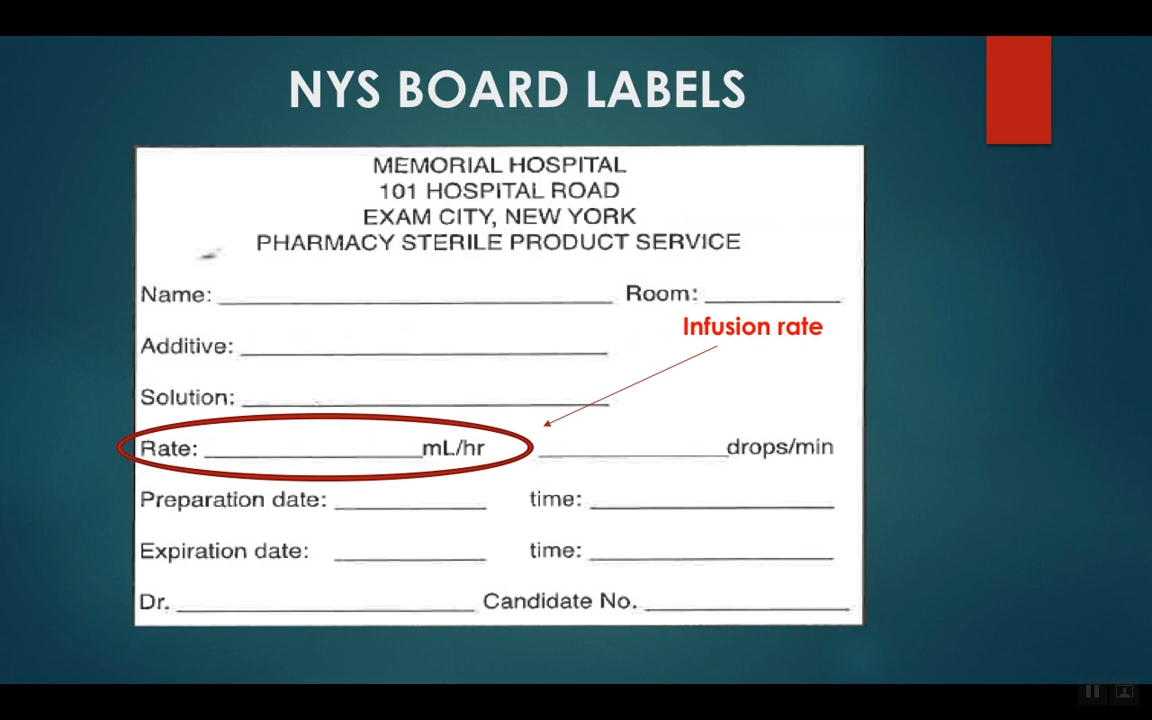 NYS BOARD LABELS
MEMORIAL HOSPITAL
101 HOSPITAL ROAD
EXAM CITY, NEW YORK
PHARMACY STERILE PRODUCT SERVICE
Name: Room:
Infusion rate
Additive:
Solution:
Rate: mL/hr drops/min
Preparation date: time:
Expiration date: time:
Dr. Candidate No.